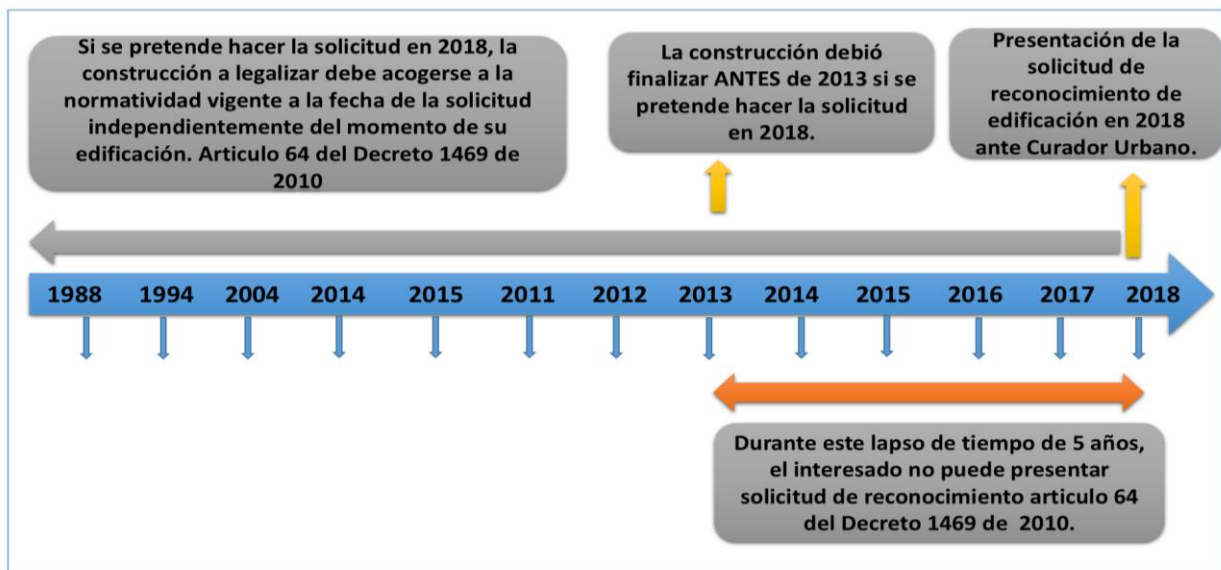 Si se pretende hacer la solicitud en 2018, la
construcción a legalizar debe acogerse a la
normatividad vigente a la fecha de la solicitud
independientemente del momento de su
edificación. Articulo 64 del Decreto 1469 de
2010
La construcción debió
finalizar ANTES de 2013 si se
pretende hacer la solicitud
en 2018.
Presentación de la
solicitud de
reconocimiento de
edificación en 2018
ante Curador Urbano.
1988 1994 2004 2014 2015 2011 2012 2013 2014 2015 2016 2017 2018
Durante este lapso de tiempo de 5 años,
el interesado no puede presentar
solicitud de reconocimiento articulo 64
del Decreto 1469 de 2010.